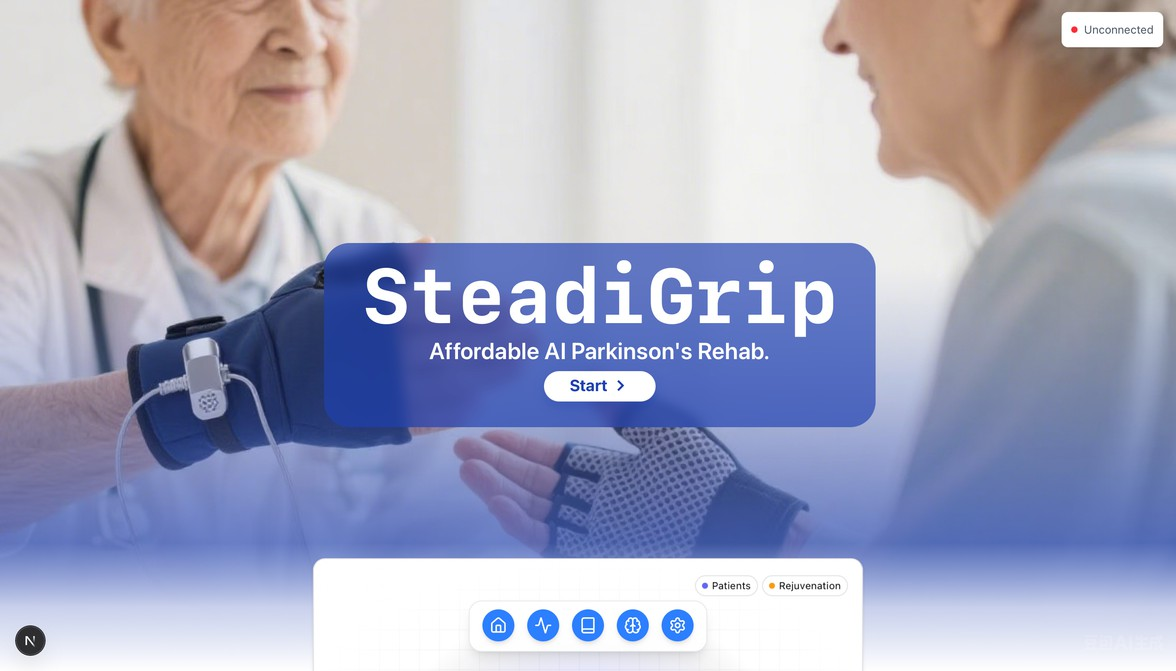 Unconnected
SteadiGrip
Affordable AI Parkinson's Rehab.
Start
Patients
Rejuvenation
N